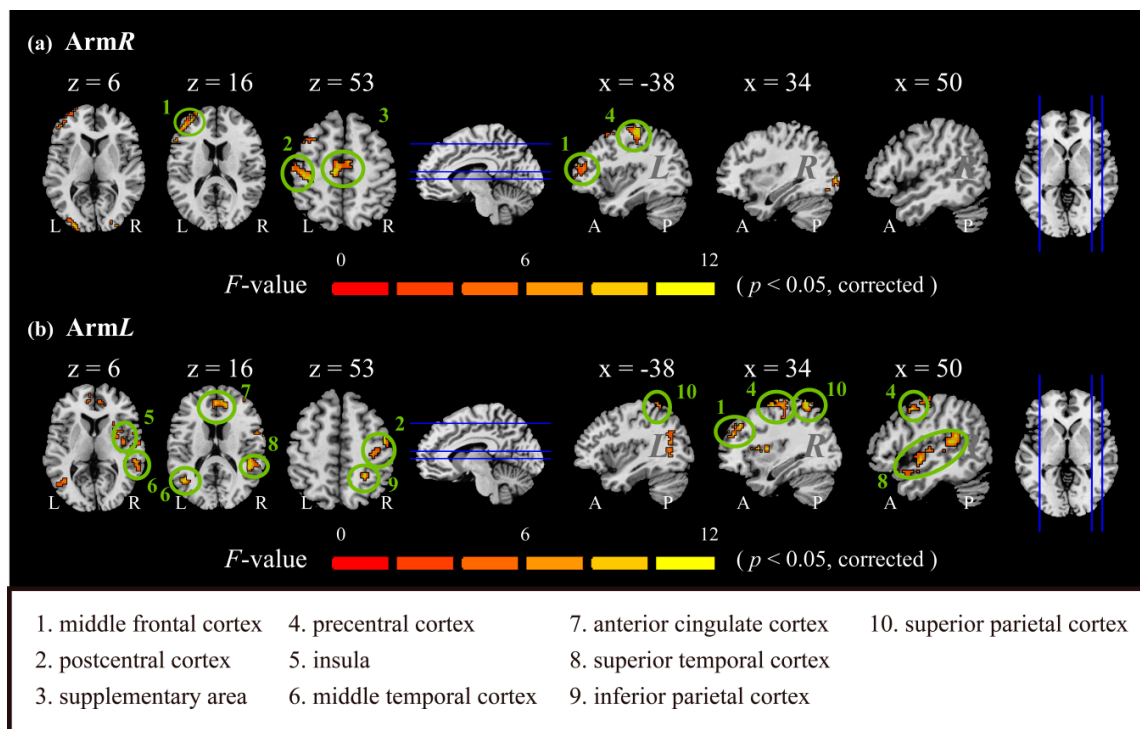 (a) ArmR
z = 6 z = 16 z = 53 x = -38 x = 34 x = 50
1 2 3 1 4
L R R
L R L R L R A P A P A P L R
0 6 12
F-value ( p < 0.05, corrected )
(b) ArmL
z = 6 z = 16 z = 53 x = -38 x = 34 x = 50
5 6 7 8 6 2 9 10 1 4 10 4 8
L R
L R L R L R A P A P A P L R
0 6 12
F-value ( p < 0.05, corrected )
1. middle frontal cortex 4. precentral cortex 7. anterior cingulate cortex 10. superior parietal cortex
2. postcentral cortex 5. insula 8. superior temporal cortex
3. supplementary area 6. middle temporal cortex 9. inferior parietal cortex